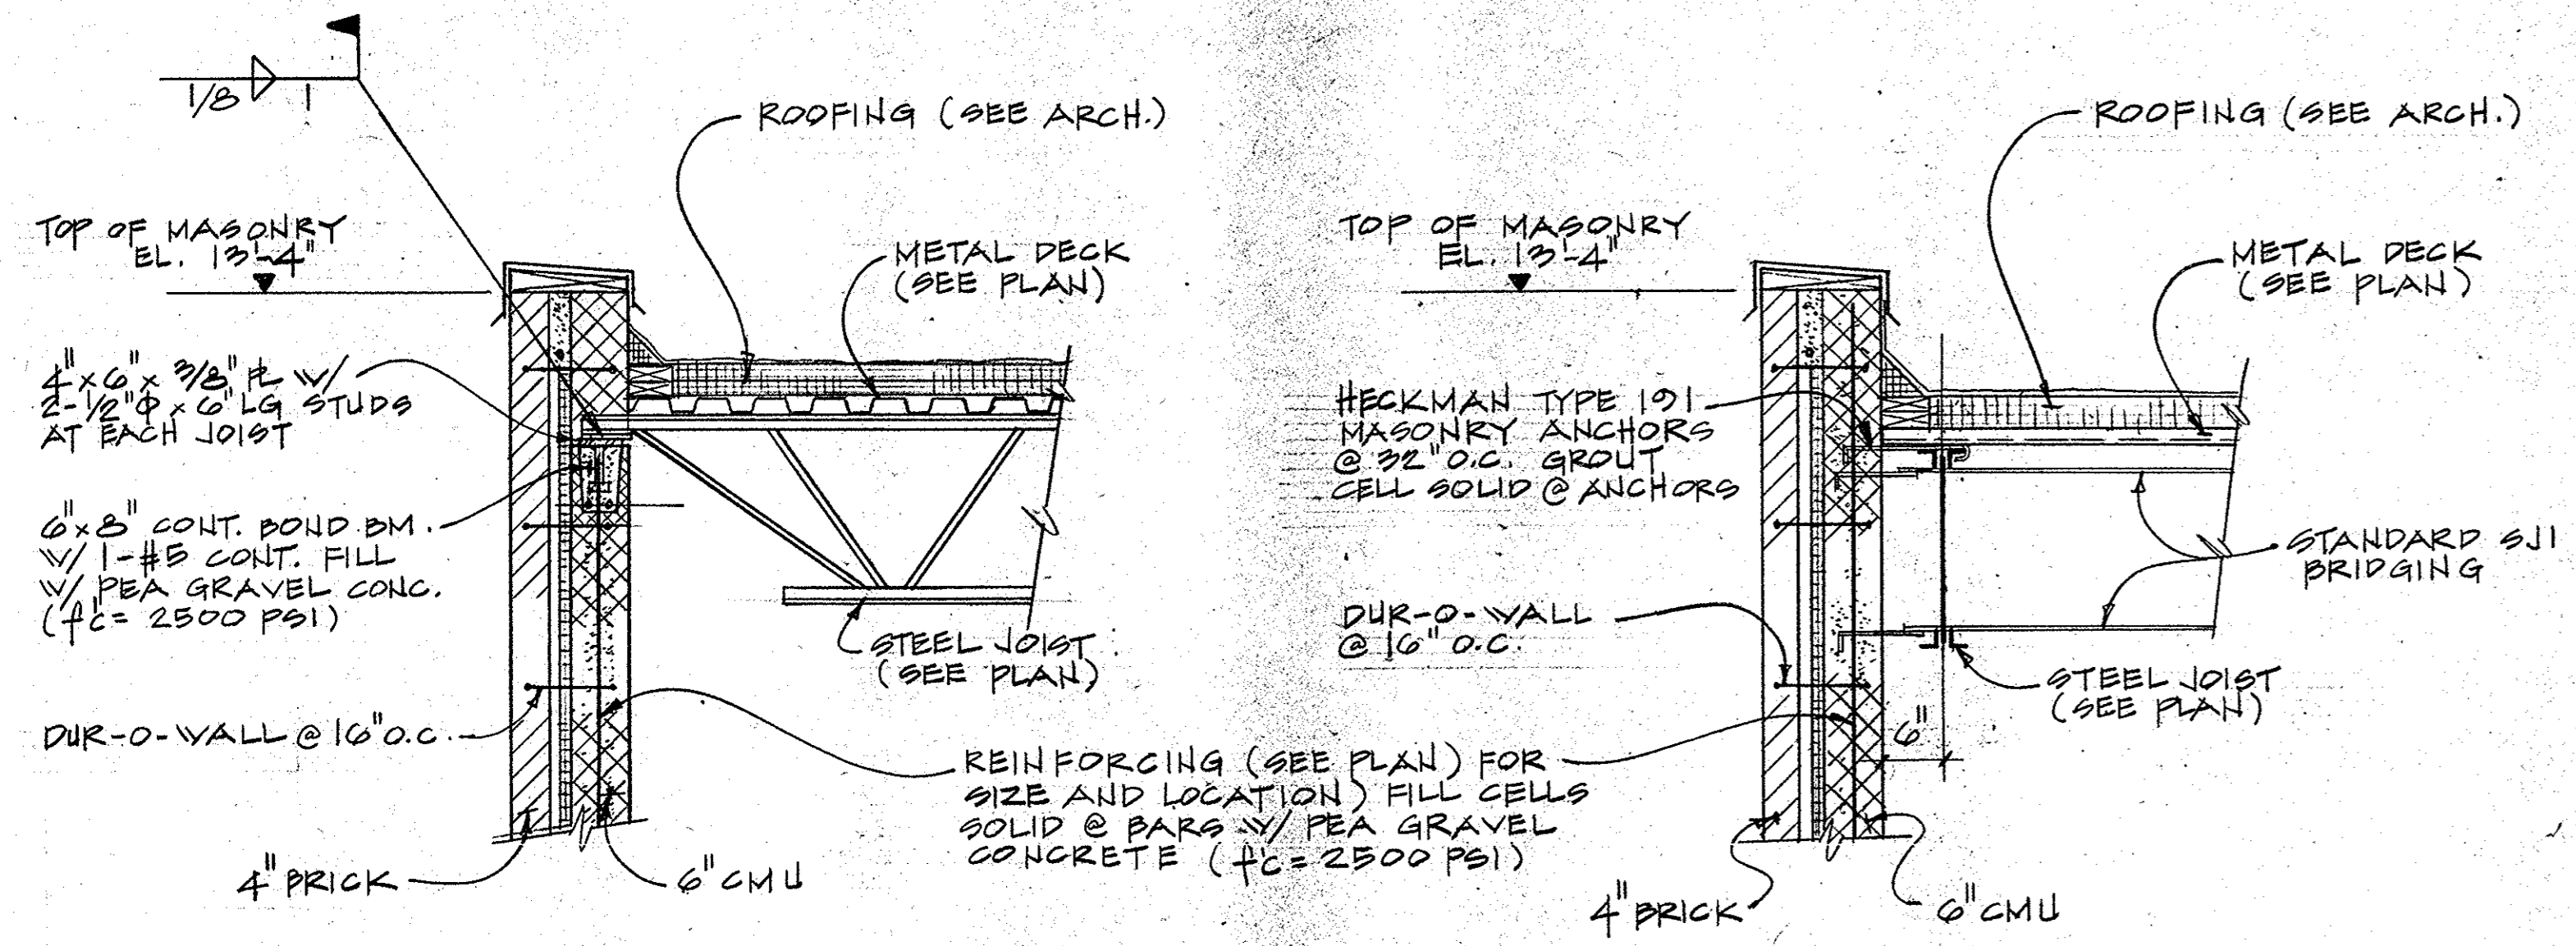 1/8 1
ROOFING (SEE ARCH.)
TOP OF MASONRY
EL. 13'-4"
METAL DECK
(SEE PLAN)
4" x 6" x 3/8" PL W/
2-1/2"Φ x 6" LG STUDS
AT EACH JOIST
6" x 8" CONT. BOND BM.
W/ 1-#5 CONT. FILL
W/ PEA GRAVEL CONC.
(f'c = 2500 PSI)
STEEL JOIST
(SEE PLAN)
DUR-O-WALL @ 16" O.C.
4" BRICK
6" CMU
REINFORCING (SEE PLAN) FOR
SIZE AND LOCATION) FILL CELLS
SOLID @ BARS W/ PEA GRAVEL
CONCRETE (f'c = 2500 PSI)
ROOFING (SEE ARCH.)
TOP OF MASONRY
EL. 13'-4"
METAL DECK
(SEE PLAN)
HECKMAN TYPE 191
MASONRY ANCHORS
@ 32" O.C. GROUT
CELL SOLID @ ANCHORS
STANDARD SJI
BRIDGING
DUR-O-WALL
@ 16" O.C.
STEEL JOIST
(SEE PLAN)
6"
4" BRICK
6" CMU